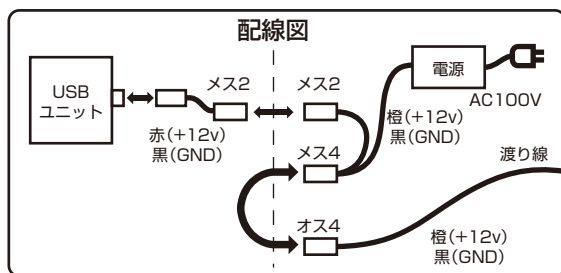 配線図
USB
ユニット
メス2
メス2
電源
AC100V
赤(+12v)
黒(GND)
橙(+12v)
黒(GND)
メス4
渡り線
オス4
橙(+12v)
黒(GND)